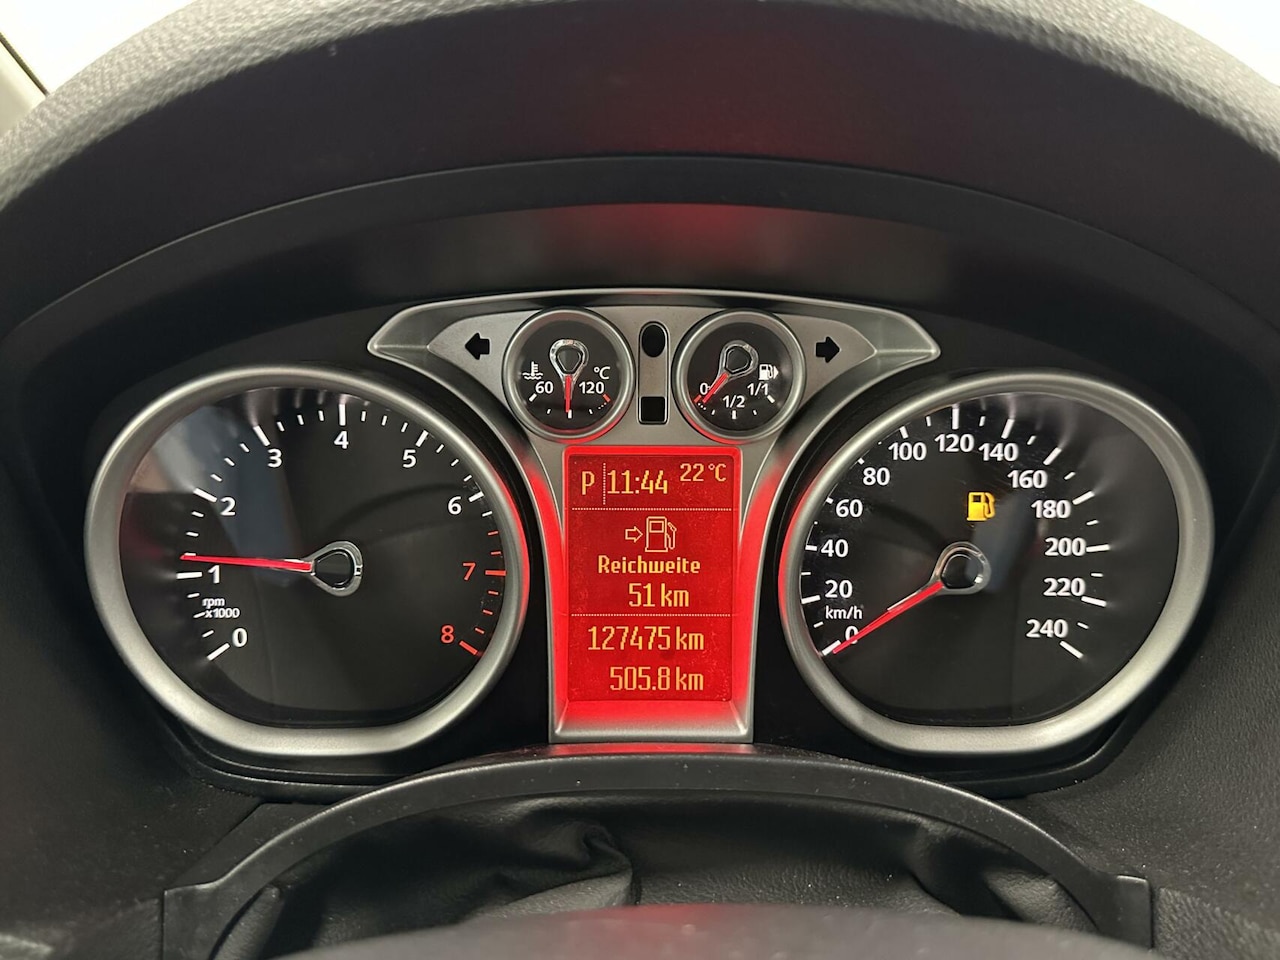 °C
60 120
0 1/2 1/1
0 1 2 3 4 5 6 7 8
rpm
x1000
P 11:44 22°C
Reichweite
51 km
127475 km
505.8 km
0 20 40 60 80 100 120 140 160 180 200 220 240
km/h